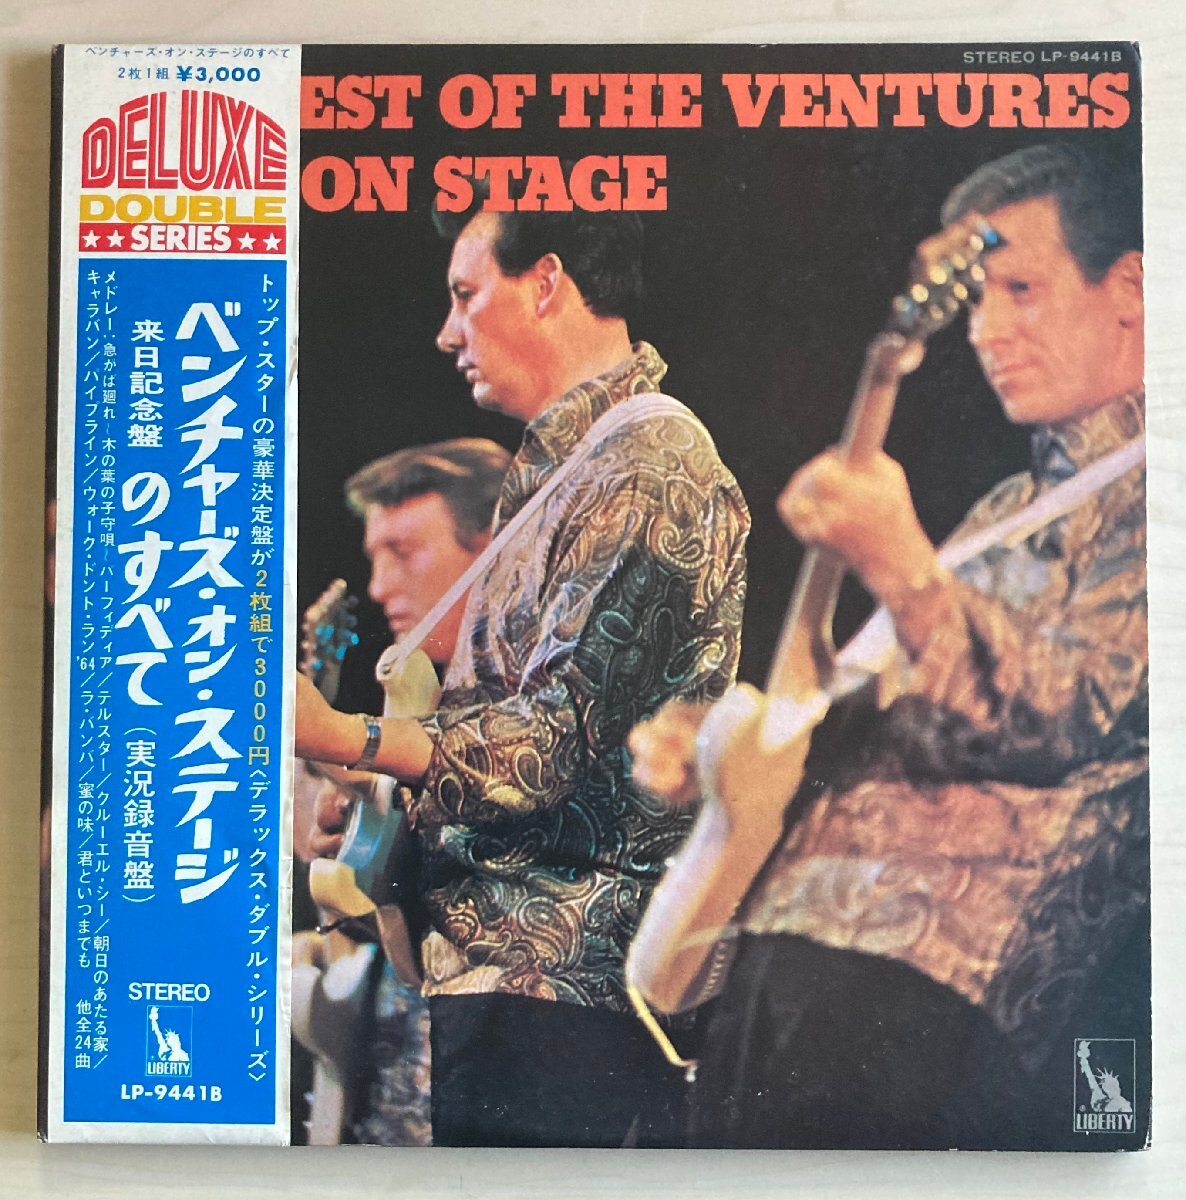 ベンチャーズ・オン・ステージのすべて
2枚1組 ¥3,000
DELUXE
DOUBLE
★★SERIES★★
トップ・スターの豪華決定盤が2枚組で3000円〈デラックス・ダブル・シリーズ〉
ベンチャーズ・オン・ステージ
のすべて(実況録音盤)
来日記念盤
メドレー:急がば廻れ~木の葉の子守唄~パーフィディア/テルスター/クルーエル・シー/朝日のあたる家/
キャラバン/パイプライン/ウォーク・ドント・ラン'64/ラ・バンバ/蜜の味/君といつまでも 他全24曲
STEREO
LIBERTY
LP-9441B
STEREO LP-9441B
EST OF THE VENTURES
ON STAGE
LIBERTY